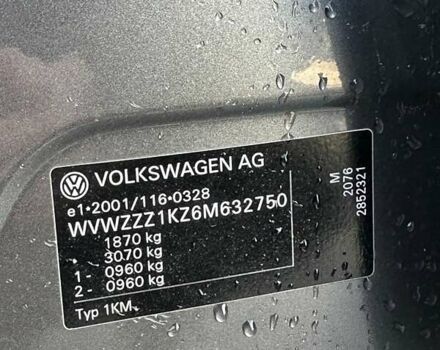 VOLKSWAGEN AG
e1*2001/116*0328
WVWZZZ1KZ6M632750
1870 kg
3070 kg
1- 0960 kg
2- 0960 kg
Typ 1KM
M
2076
2852321